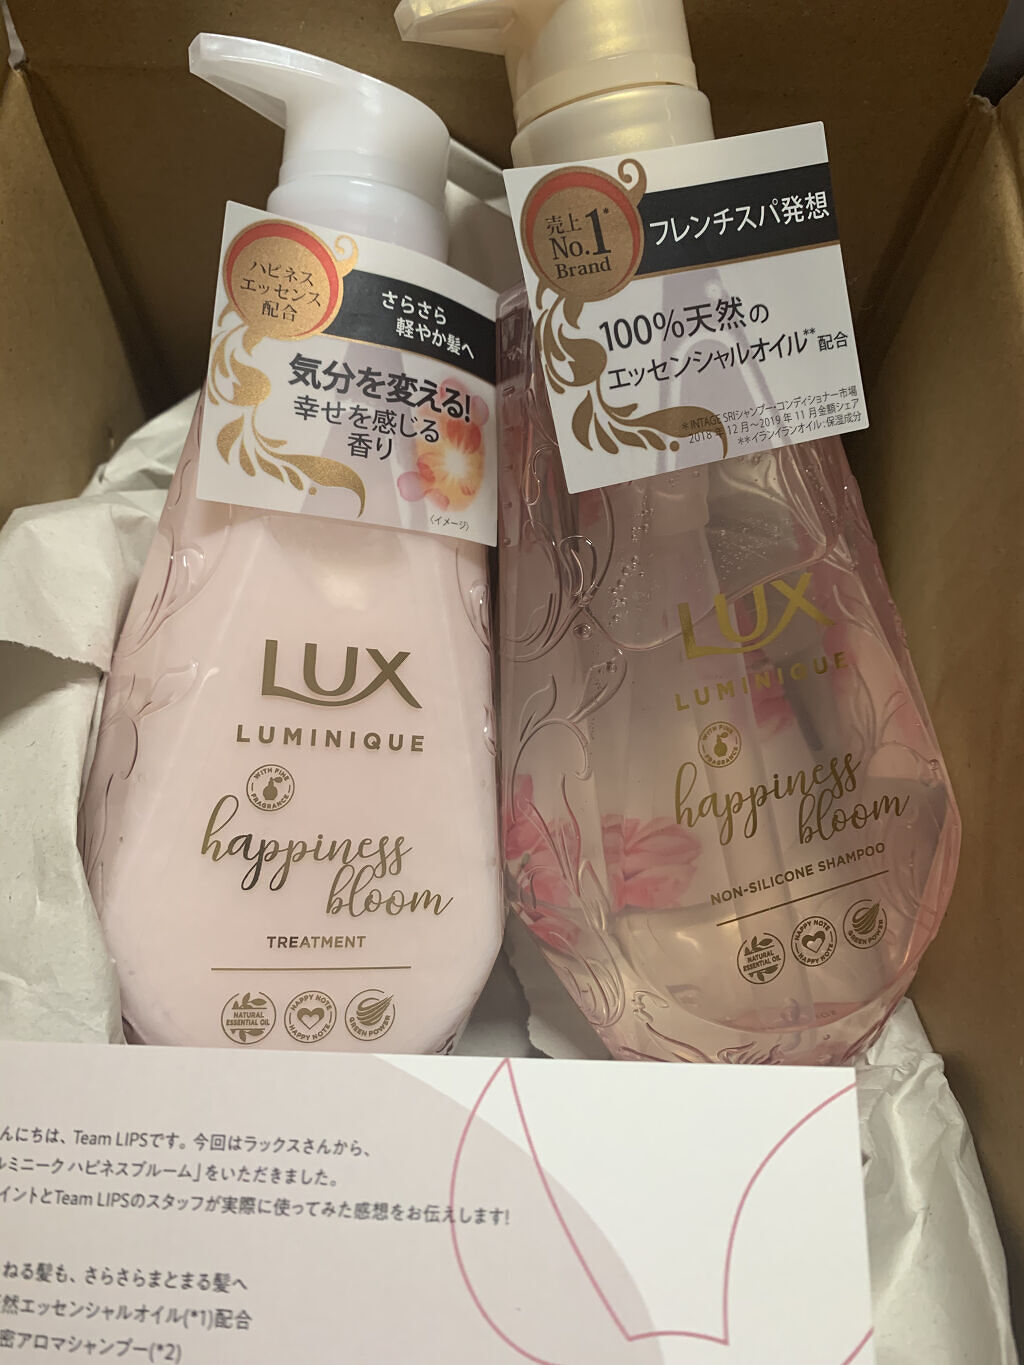 ハピネス
エッセンス
配合
さらさら
軽やか髪へ
気分を変える!
幸せを感じる
香り
〈イメージ〉
LUX
LUMINIQUE
WITH FINE
FRAGRANCE
happiness
bloom
TREATMENT
NATURAL
ESSENTIAL OIL
HAPPY NOTE
HAPPY NOTE
GREEN POWER
売上*
No.1
Brand
フレンチスパ発想
100%天然の
エッセンシャルオイル**配合
*INTAGE SRIシャンプー・コンディショナー市場
2018年12月〜2019年11月金額シェア
**イランイランオイル:保湿成分
LUX
LUMINIQUE
WITH FINE
FRAGRANCE
happiness
bloom
NON-SILICONE SHAMPOO
NATURAL
ESSENTIAL OIL
HAPPY NOTE
HAPPY NOTE
GREEN POWER
んにちは、Team LIPSです。今回はラックスさんから、
ルミニーク ハピネスブルーム」をいただきました。
イントとTeam LIPSのスタッフが実際に使ってみた感想をお伝えします!
ねる髪も、さらさらまとまる髪へ
然エッセンシャルオイル(*1)配合
密アロマシャンプー(*2)